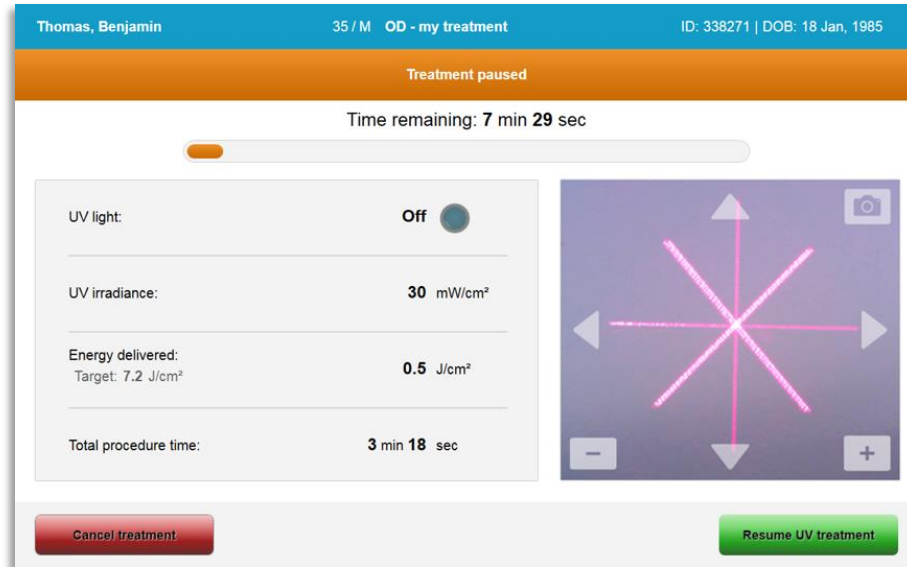 Thomas, Benjamin 35 / M OD - my treatment ID: 338271 | DOB: 18 Jan, 1985
Treatment paused
Time remaining: 7 min 29 sec
UV light: Off
UV irradiance: 30 mW/cm²
Energy delivered:
Target: 7.2 J/cm² 0.5 J/cm²
Total procedure time: 3 min 18 sec
Cancel treatment Resume UV treatment